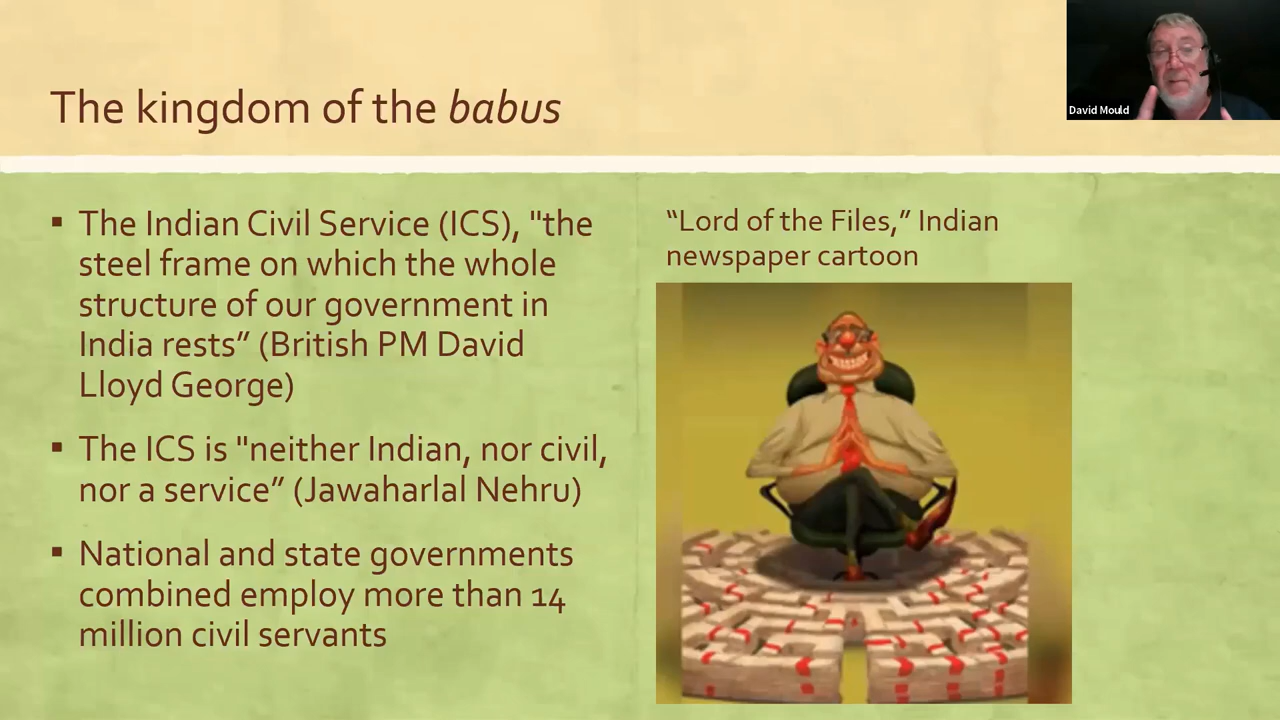 The kingdom of the babus
David Mould
▪ The Indian Civil Service (ICS), "the
steel frame on which the whole
structure of our government in
India rests” (British PM David
Lloyd George)
▪ The ICS is "neither Indian, nor civil,
nor a service” (Jawaharlal Nehru)
▪ National and state governments
combined employ more than 14
million civil servants
“Lord of the Files,” Indian
newspaper cartoon